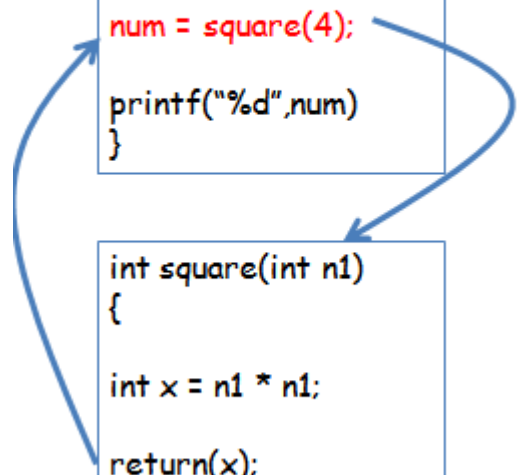 num = square(4);
printf(“%d”,num)
}
int square(int n1)
{
int x = n1 * n1;
return(x);